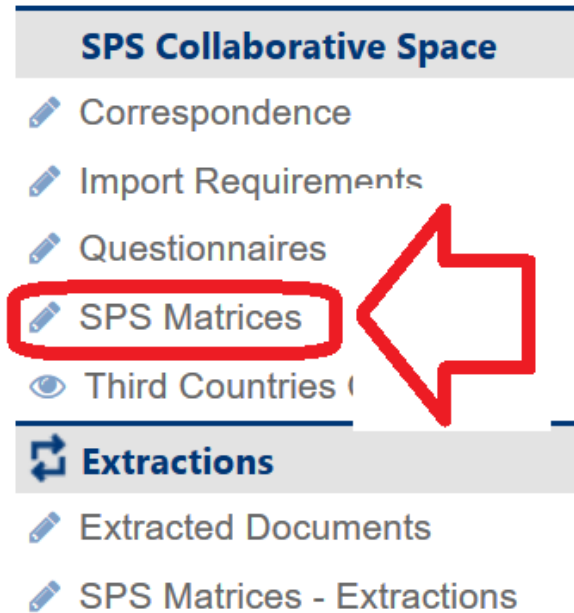 SPS Collaborative Space
Correspondence
Import Requirements
Questionnaires
SPS Matrices
Third Countries
Extractions
Extracted Documents
SPS Matrices - Extractions